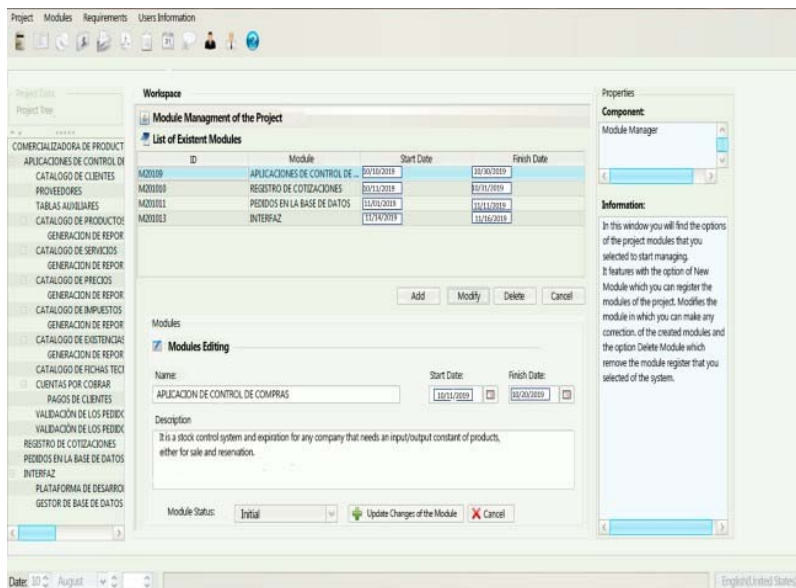 Project Modules Requirements Users Information
Project Data
Project Tree
COMERCIALIZADORA DE PRODUCT
APLICACIONES DE CONTROL DE
CATALOGO DE CLIENTES
PROVEEDORES
TABLAS AUXILIARES
CATALOGO DE PRODUCTOS
GENERACION DE REPOR
CATALOGO DE SERVICIOS
GENERACION DE REPOR
CATALOGO DE PRECIOS
GENERACION DE REPOR
CATALOGO DE IMPUESTOS
GENERACION DE REPOR
CATALOGO DE EXISTENCIAS
GENERACION DE REPOR
CATALOGO DE FICHAS TECI
CUENTAS POR COBRAR
PAGOS DE CLIENTES
VALIDACIÓN DE LOS PEDIDO
VALIDACIÓN DE LOS PEDIDO
REGISTRO DE COTIZACIONES
PEDIDOS EN LA BASE DE DATOS
INTERFAZ
PLATAFORMA DE DESARROI
GESTOR DE BASE DE DATOS
Workspace
Module Managment of the Project
List of Existent Modules
ID Module Start Date Finish Date
M20109 APLICACIONES DE CONTROL DE ... 10/10/2019 10/30/2019
M201010 REGISTRO DE COTIZACIONES 10/11/2019 10/31/2019
M201011 PEDIDOS EN LA BASE DE DATOS 11/01/2019 11/11/2019
M201013 INTERFAZ 11/14/2019 11/16/2019
Add Modify Delete Cancel
Modules
Modules Editing
Name: Start Date: Finish Date:
APLICACION DE CONTROL DE COMPRAS 10/11/2019 10/20/2019
Description
It is a stock control system and expiration for any company that needs an input/output constant of products,
either for sale and reservation.
Module Status: Initial Update Changes of the Module Cancel
Properties
Component:
Module Manager
Information:
In this window you will find the options
of the project modules that you
selected to start managing.
It features with the option of New
Module which you can register the
modules of the project. Modifies the
module in which you can make any
correction. of the created modules and
the option Delete Module which
remove the module register that you
selected of the system.
Date: 10 August
English(United States